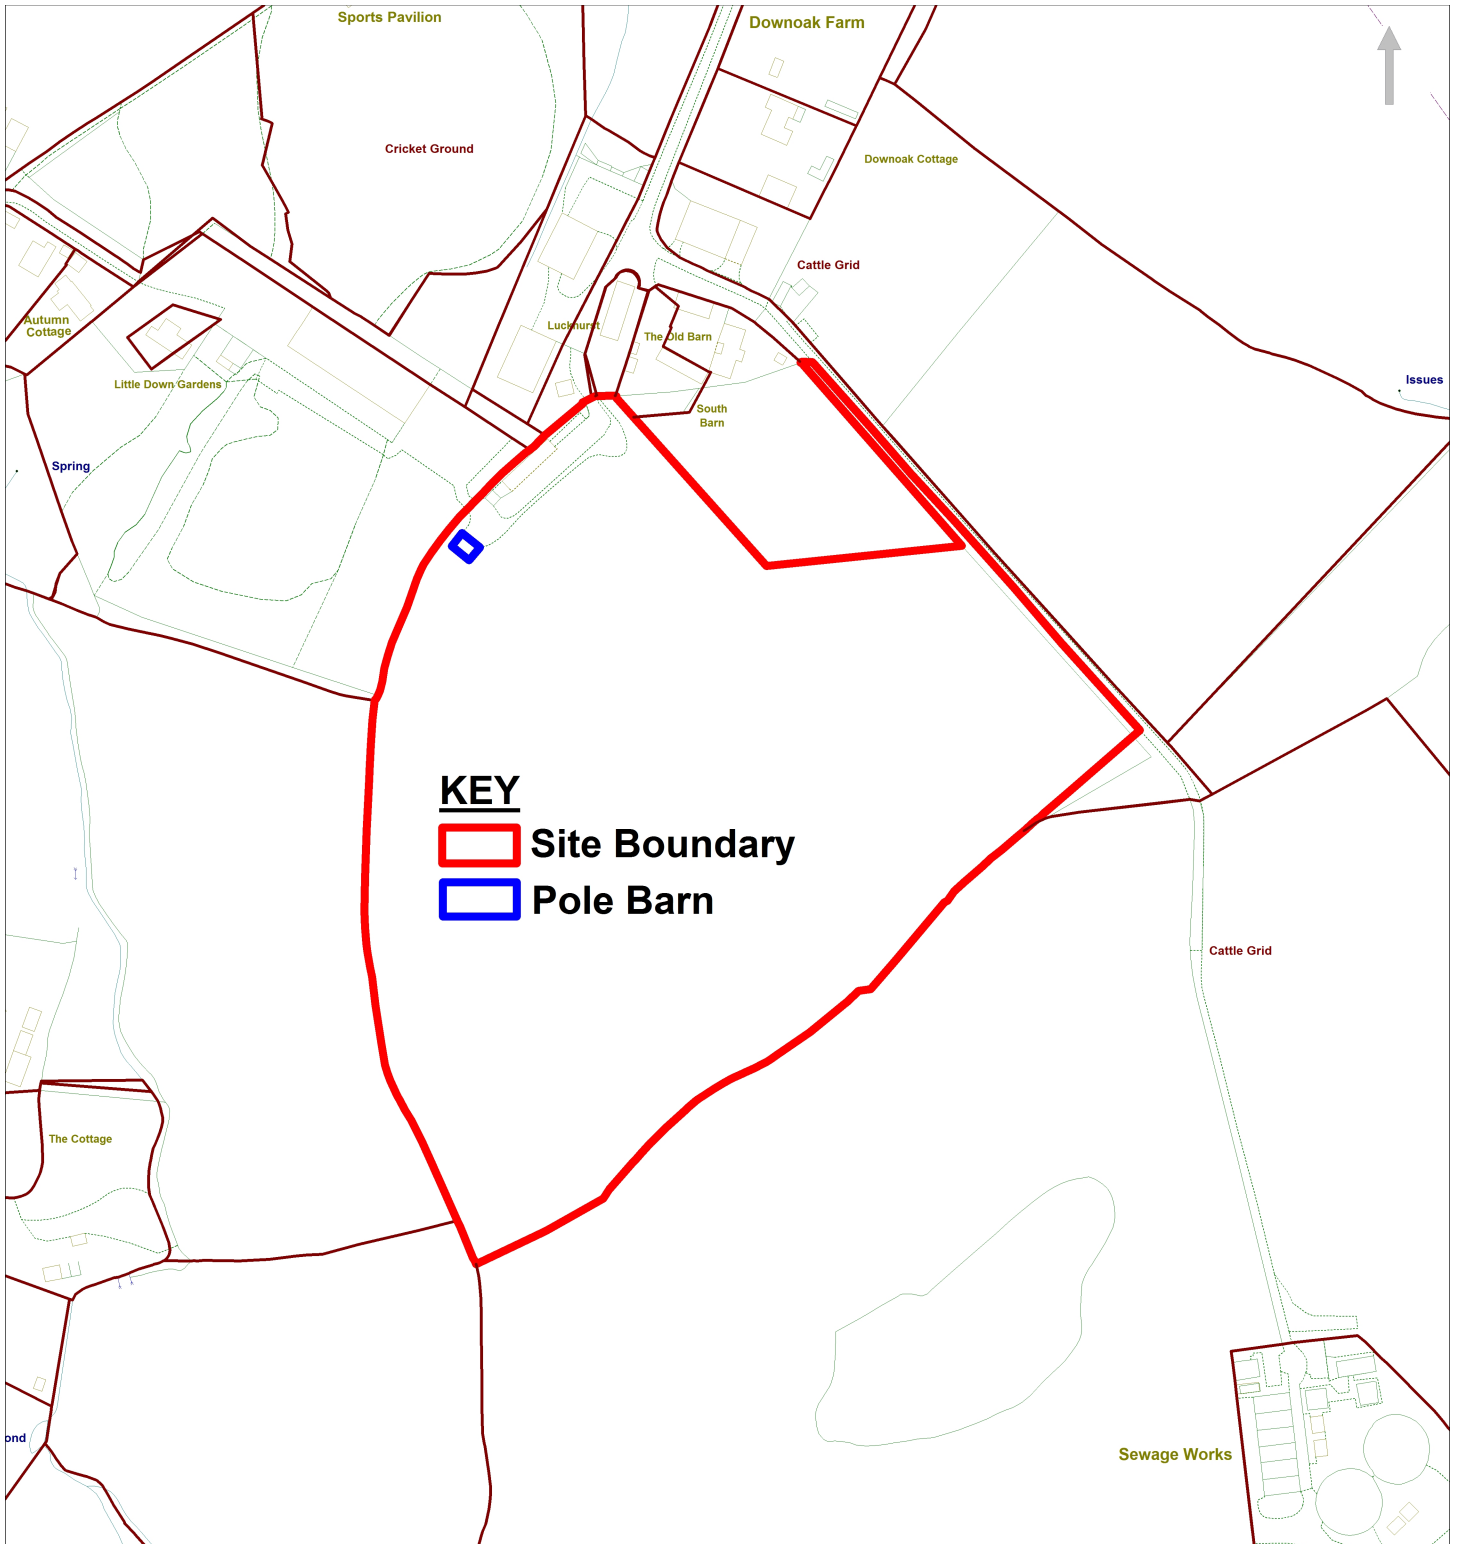 Sports Pavilion
Downoak Farm
Cricket Ground
Downoak Cottage
Cattle Grid
Autumn
Cottage
Luckhurst
The Old Barn
Little Down Gardens
Issues
South
Barn
Spring
KEY
Site Boundary
Pole Barn
Cattle Grid
The Cottage
ond
Sewage Works